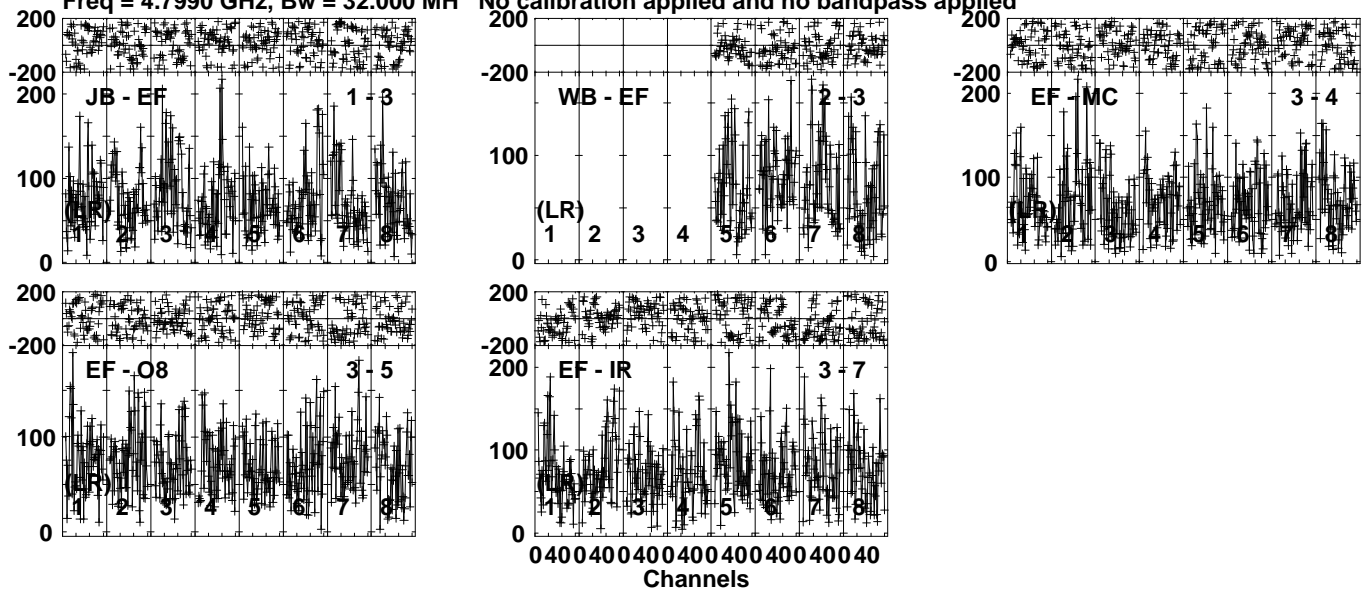 Freq = 4.7990 GHz, Bw = 32.000 MH No calibration applied and no bandpass applied
200
-200
JB - EF 1 - 3
200
100
0
(LR)
1 2 3 4 5 6 7 8
200
-200
WB - EF 2 - 3
100
0
(LR)
1 2 3 4 5 6 7 8
200
-200
EF - MC 3 - 4
200
100
0
(LR)
1 2 3 4 5 6 7 8
200
-200
EF - O8 3 - 5
100
0
(LR)
1 2 3 4 5 6 7 8
200
-200
EF - IR 3 - 7
200
100
0
(LR)
1 2 3 4 5 6 7 8
0 40 0 40 0 40 0 40 0 40 0 40 0 40 0 40
Channels